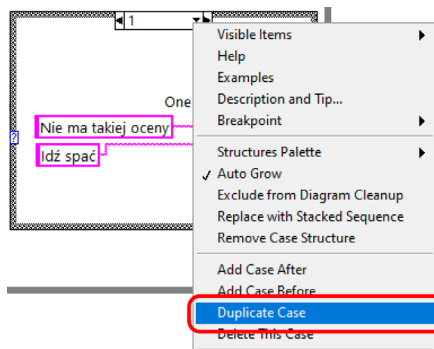 1
Visible Items
Help
Examples
One
Description and Tip...
Breakpoint
Nie ma takiej oceny
?
Idź spać
Structures Palette
Auto Grow
Exclude from Diagram Cleanup
Replace with Stacked Sequence
Remove Case Structure
Add Case After
Add Case Before
Duplicate Case
Delete This Case